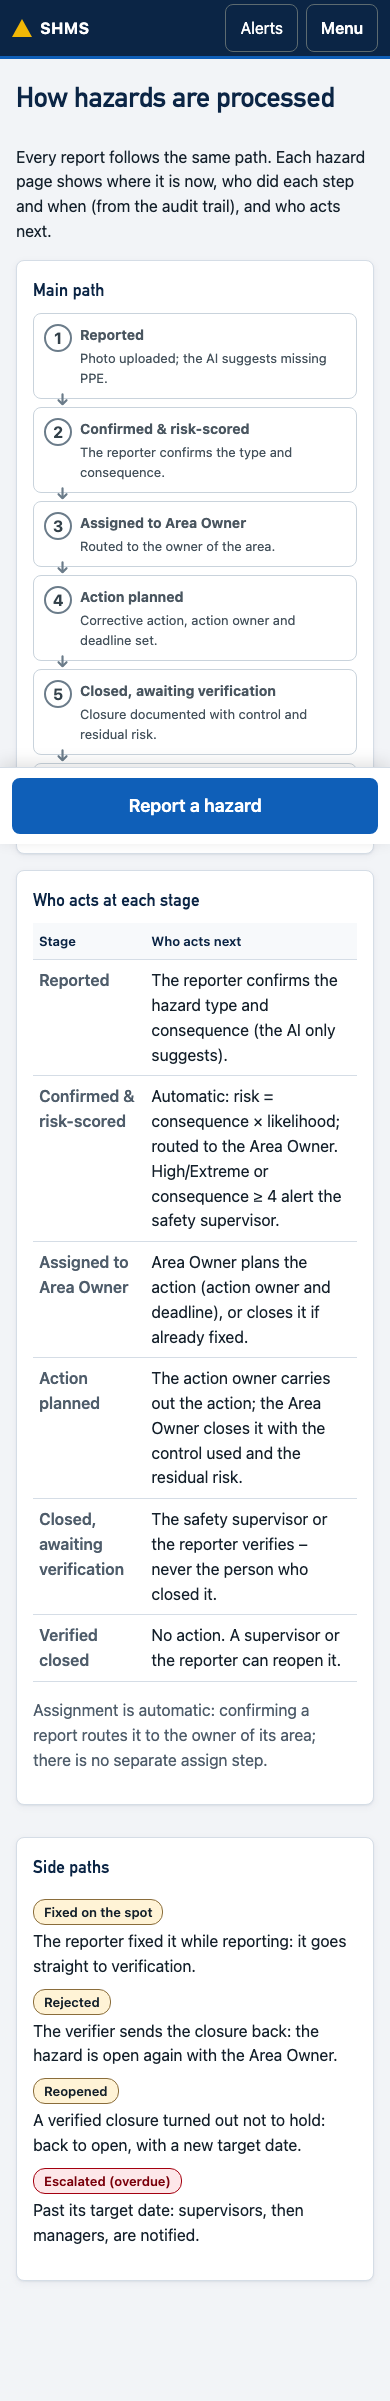 SHMS
Alerts
Menu
How hazards are processed
Every report follows the same path. Each hazard
page shows where it is now, who did each step
and when (from the audit trail), and who acts
next.
Main path
1
Reported
Photo uploaded; the AI suggests missing
PPE.
2
Confirmed & risk-scored
The reporter confirms the type and
consequence.
3
Assigned to Area Owner
Routed to the owner of the area.
4
Action planned
Corrective action, action owner and
deadline set.
5
Closed, awaiting verification
Closure documented with control and
residual risk.
Report a hazard
Who acts at each stage
Stage
Who acts next
Reported
The reporter confirms the
hazard type and
consequence (the AI only
suggests).
Confirmed &
risk-scored
Automatic: risk =
consequence × likelihood;
routed to the Area Owner.
High/Extreme or
consequence ≥ 4 alert the
safety supervisor.
Assigned to
Area Owner
Area Owner plans the
action (action owner and
deadline), or closes it if
already fixed.
Action
planned
The action owner carries
out the action; the Area
Owner closes it with the
control used and the
residual risk.
Closed,
awaiting
verification
The safety supervisor or
the reporter verifies –
never the person who
closed it.
Verified
closed
No action. A supervisor or
the reporter can reopen it.
Assignment is automatic: confirming a
report routes it to the owner of its area;
there is no separate assign step.
Side paths
Fixed on the spot
The reporter fixed it while reporting: it goes
straight to verification.
Rejected
The verifier sends the closure back: the
hazard is open again with the Area Owner.
Reopened
A verified closure turned out not to hold:
back to open, with a new target date.
Escalated (overdue)
Past its target date: supervisors, then
managers, are notified.